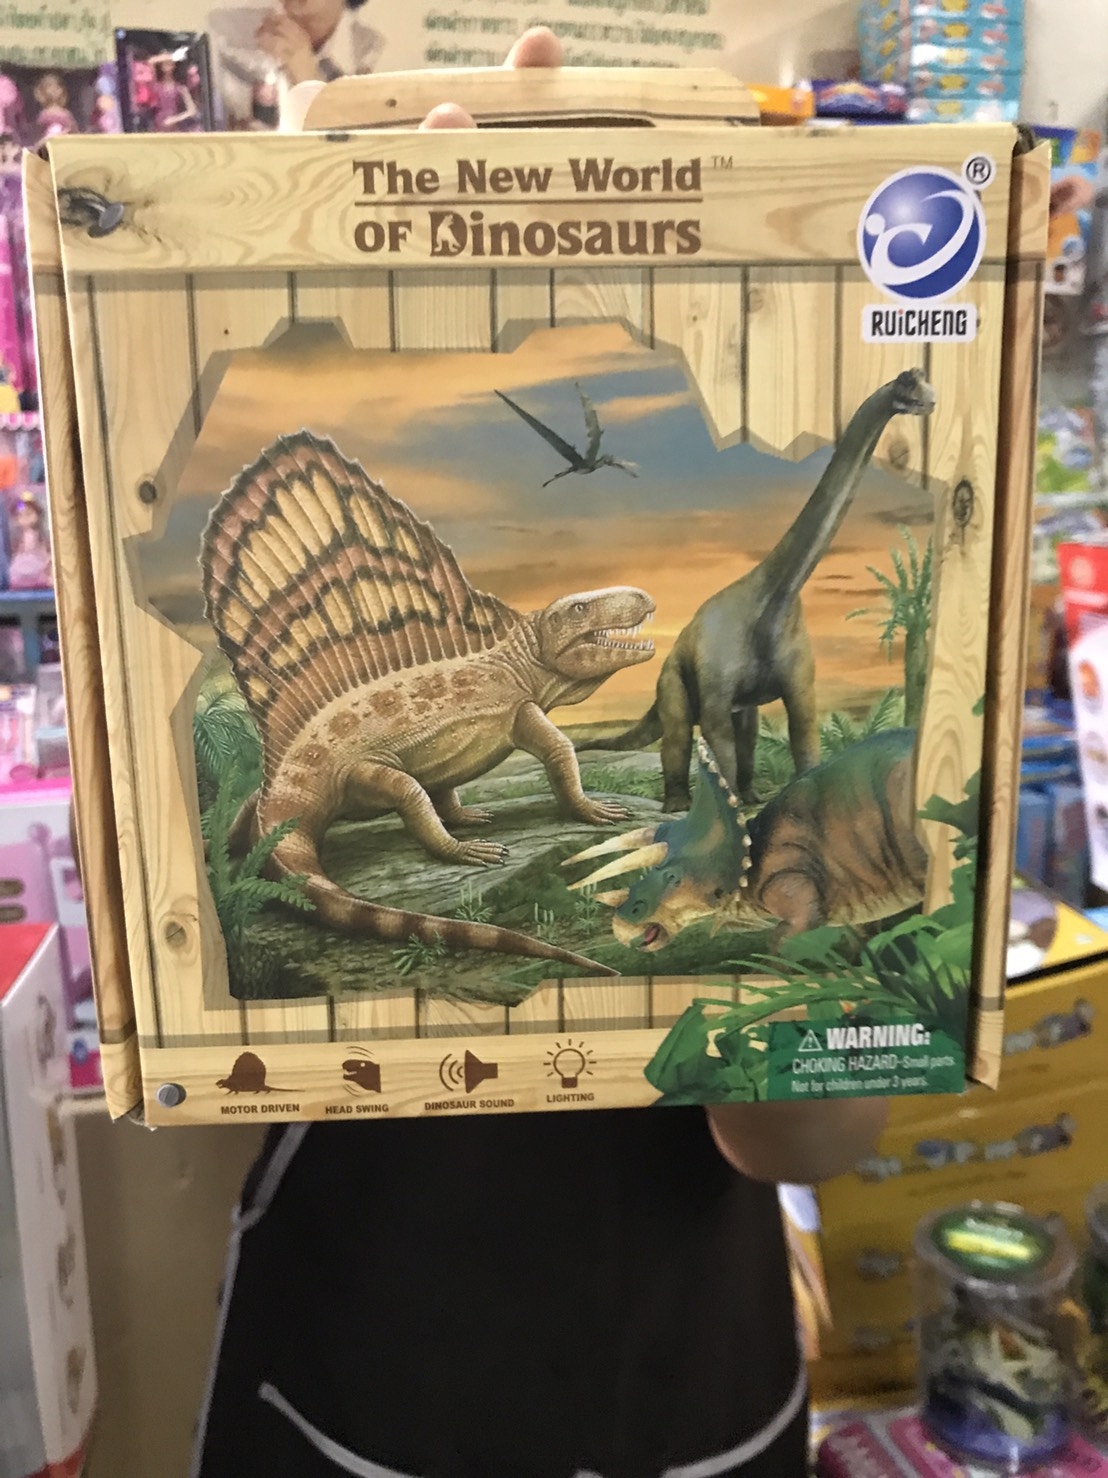 The New World™
OF Dinosaurs
®
RUiCHENG
MOTOR DRIVEN
HEAD SWING
DINOSAUR SOUND
LIGHTING
WARNING:
CHOKING HAZARD-Small parts.
Not for children under 3 years.